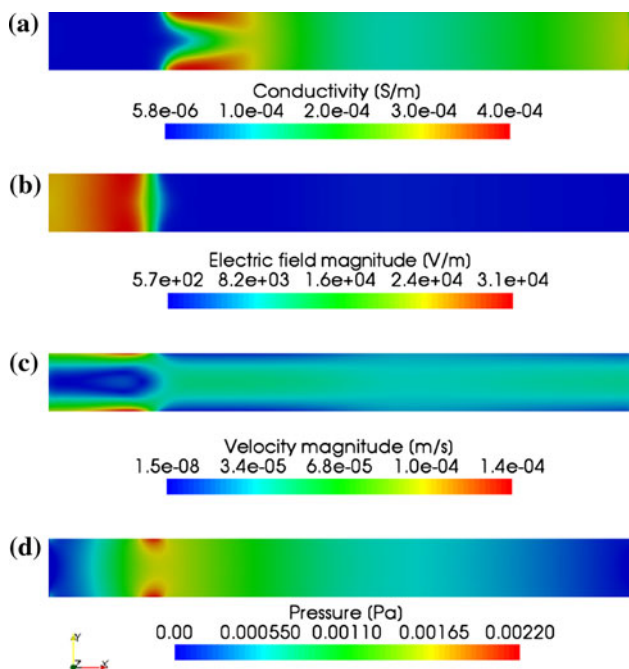 (a)
Conductivity (S/m)
5.8e-06 1.0e-04 2.0e-04 3.0e-04 4.0e-04
(b)
Electric field magnitude (V/m)
5.7e+02 8.2e+03 1.6e+04 2.4e+04 3.1e+04
(c)
Velocity magnitude (m/s)
1.5e-08 3.4e-05 6.8e-05 1.0e-04 1.4e-04
(d)
Pressure (Pa)
0.00 0.000550 0.00110 0.00165 0.00220
Y
Z X